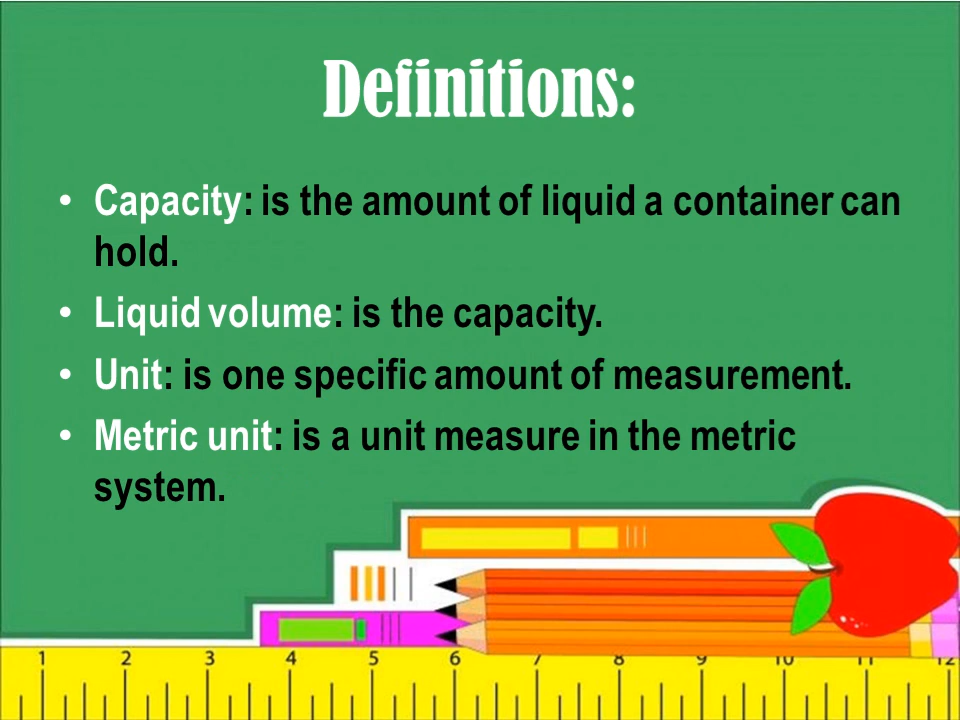 Definitions:
• Capacity: is the amount of liquid a container can
hold.
• Liquid volume: is the capacity.
• Unit: is one specific amount of measurement.
• Metric unit: is a unit measure in the metric
system.
1 2 3 4 5 6 7 8 9 10 11 12